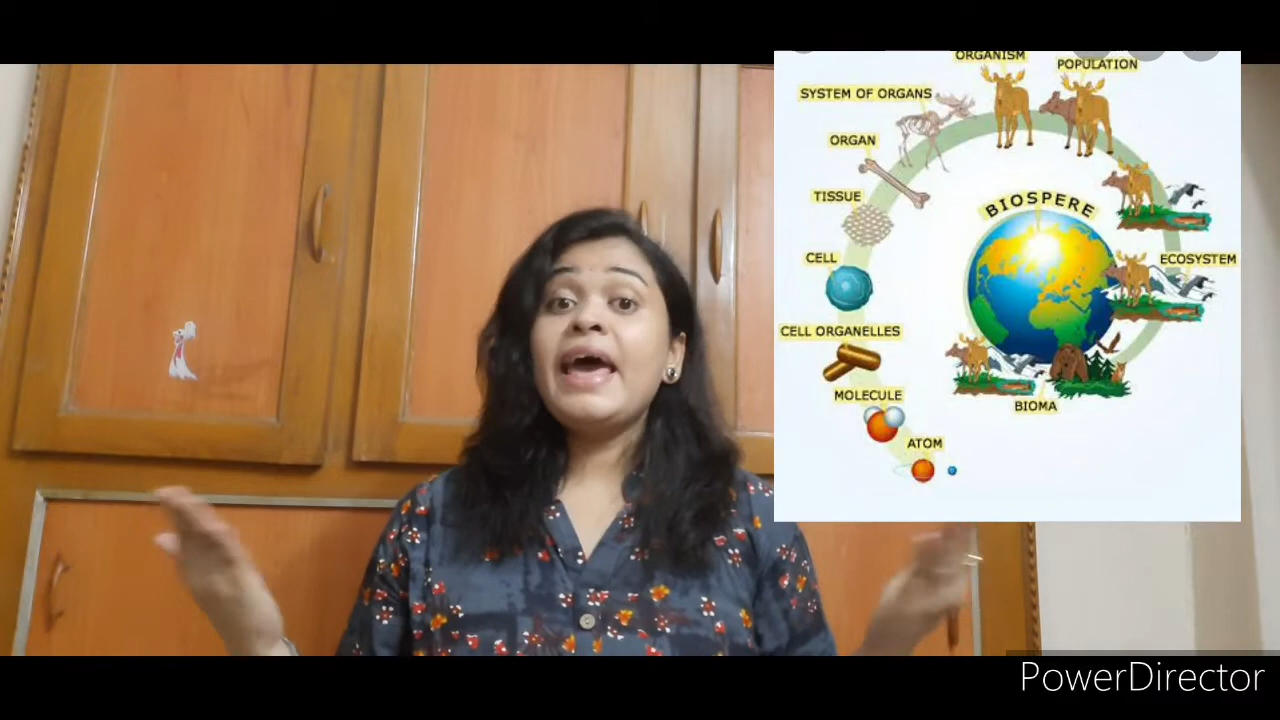 ORGANISM
POPULATION
SYSTEM OF ORGANS
ORGAN
TISSUE
BIOSPERE
CELL
ECOSYSTEM
CELL ORGANELLES
MOLECULE
BIOMA
ATOM
PowerDirector